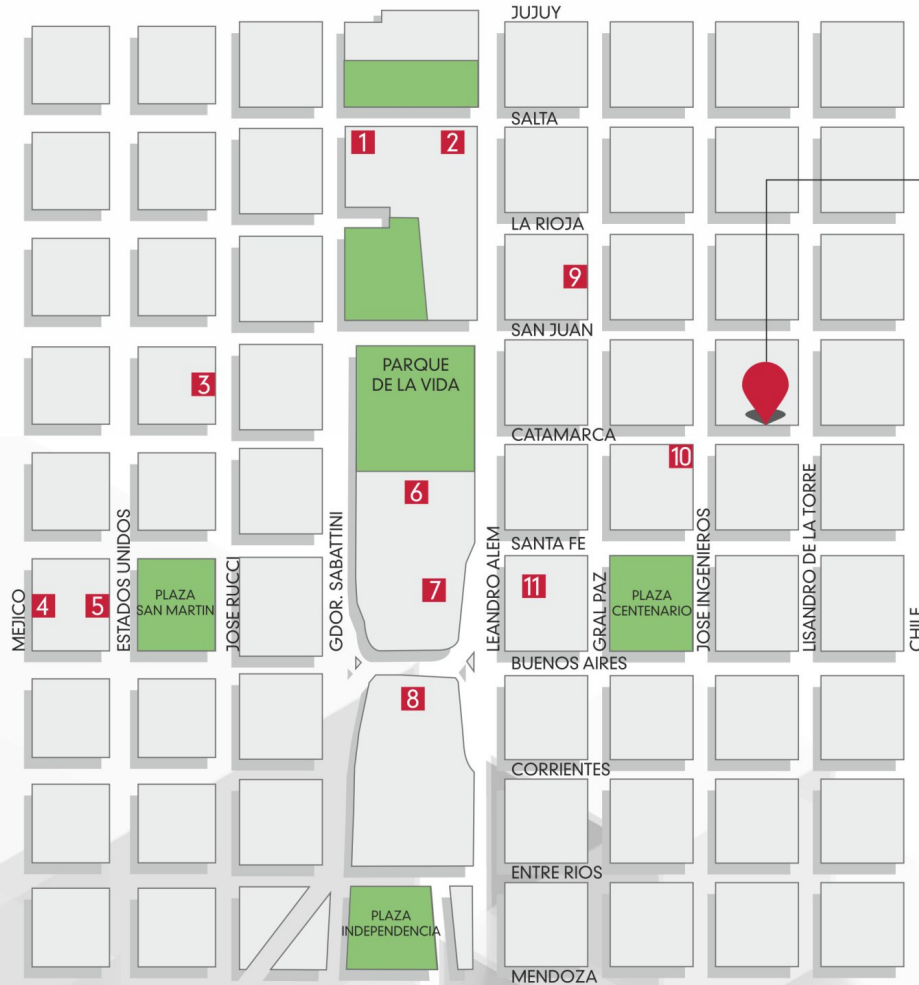 JUJUY
SALTA
1
2
LA RIOJA
9
SAN JUAN
PARQUE
DE LA VIDA
3
CATAMARCA
10
6
SANTA FE
MEJICO
ESTADOS UNIDOS
JOSE RUCCI
GDOR. SABATTINI
LEANDRO ALEM
GRAL PAZ
JOSE INGENIEROS
LISANDRO DE LA TORRE
CHILE
4
5
PLAZA
SAN MARTIN
7
11
PLAZA
CENTENARIO
BUENOS AIRES
8
CORRIENTES
ENTRE RIOS
PLAZA
INDEPENDENCIA
MENDOZA